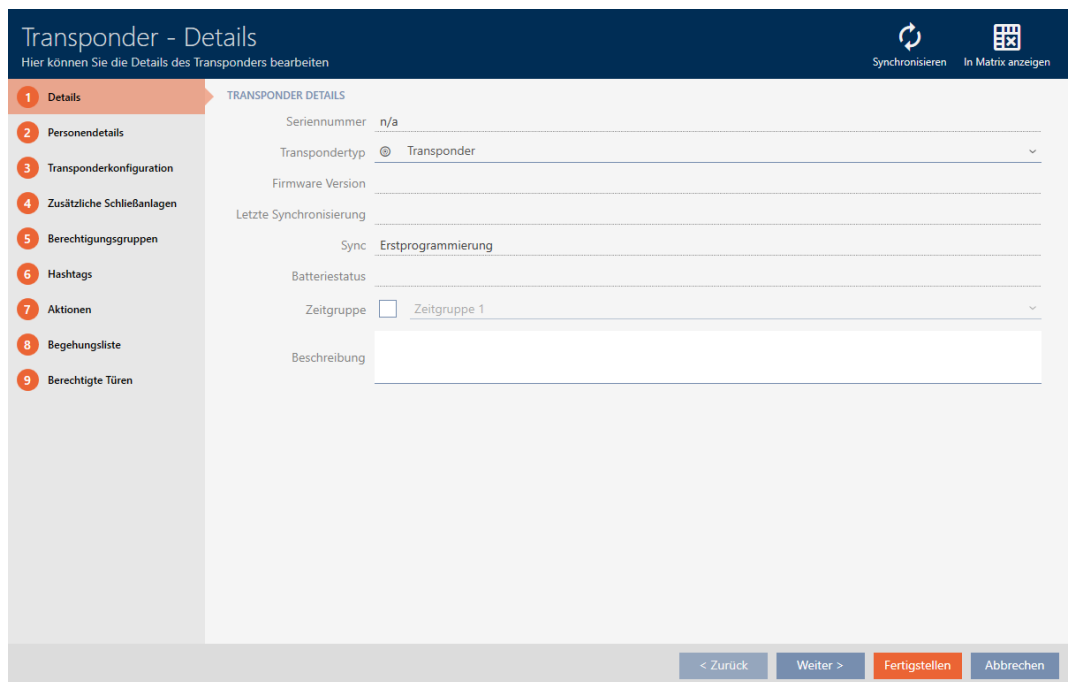 Transponder - Details
Hier können Sie die Details des Transponders bearbeiten
Synchronisieren
In Matrix anzeigen
1 Details
2 Personendetails
3 Transponderkonfiguration
4 Zusätzliche Schließanlagen
5 Berechtigungsgruppen
6 Hashtags
7 Aktionen
8 Begehungsliste
9 Berechtigte Türen
TRANSPONDER DETAILS
Seriennummer n/a
Transpondertyp Transponder
Firmware Version
Letzte Synchronisierung
Sync Erstprogrammierung
Batteriestatus
Zeitgruppe Zeitgruppe 1
Beschreibung
< Zurück
Weiter >
Fertigstellen
Abbrechen